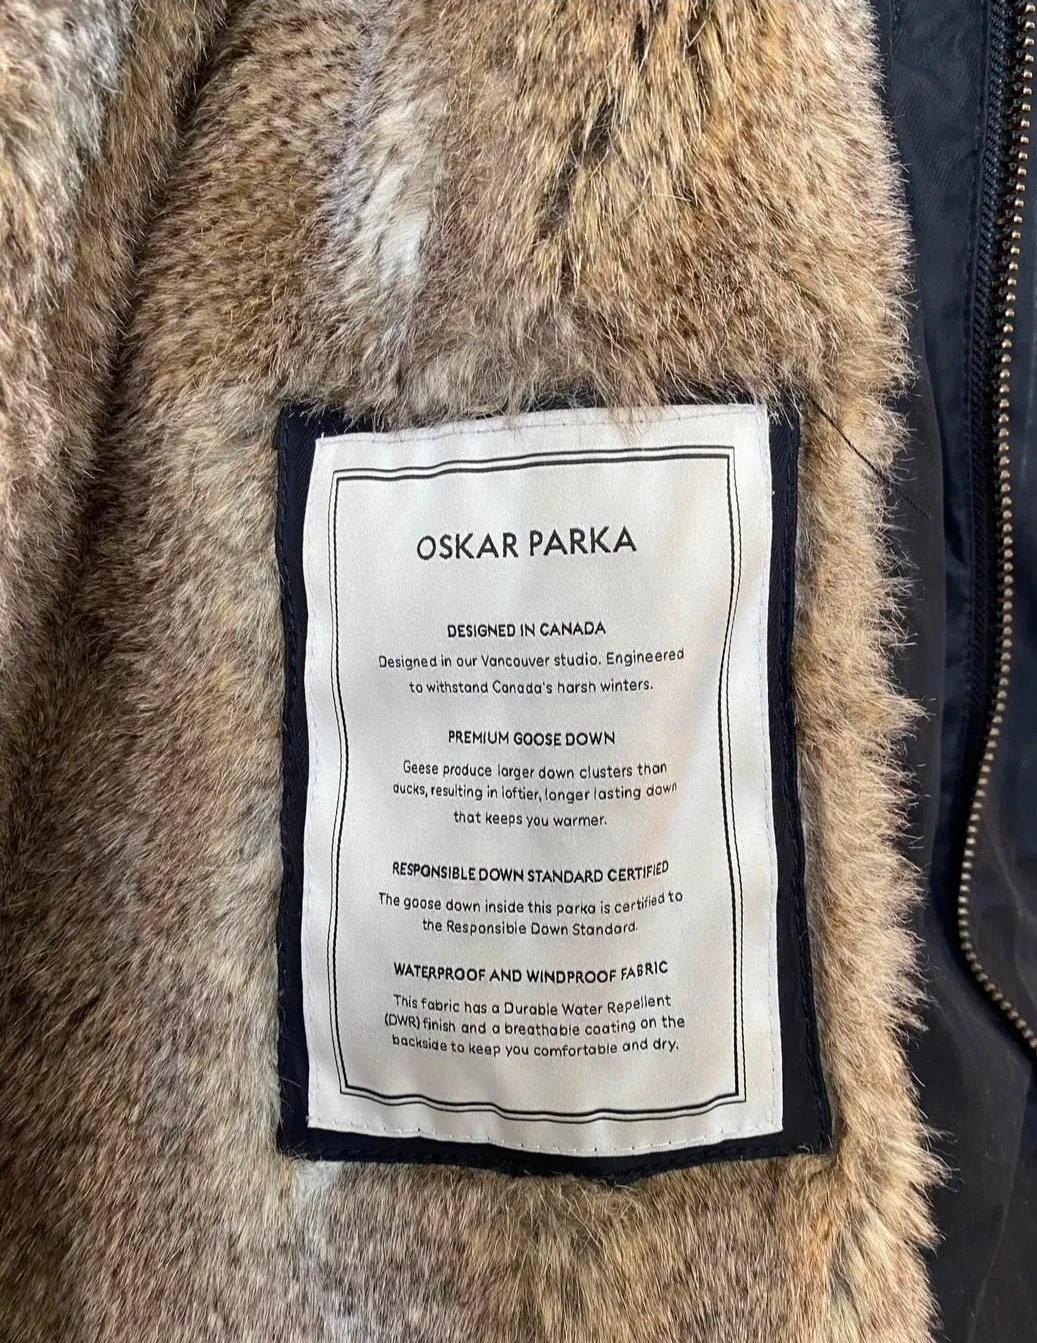 OSKAR PARKA
DESIGNED IN CANADA
Designed in our Vancouver studio. Engineered
to withstand Canada's harsh winters.
PREMIUM GOOSE DOWN
Geese produce larger down clusters than
ducks, resulting in loftier, longer lasting down
that keeps you warmer.
RESPONSIBLE DOWN STANDARD CERTIFIED
The goose down inside this parka is certified to
the Responsible Down Standard.
WATERPROOF AND WINDPROOF FABRIC
This fabric has a Durable Water Repellent
(DWR) finish and a breathable coating on the
backside to keep you comfortable and dry.